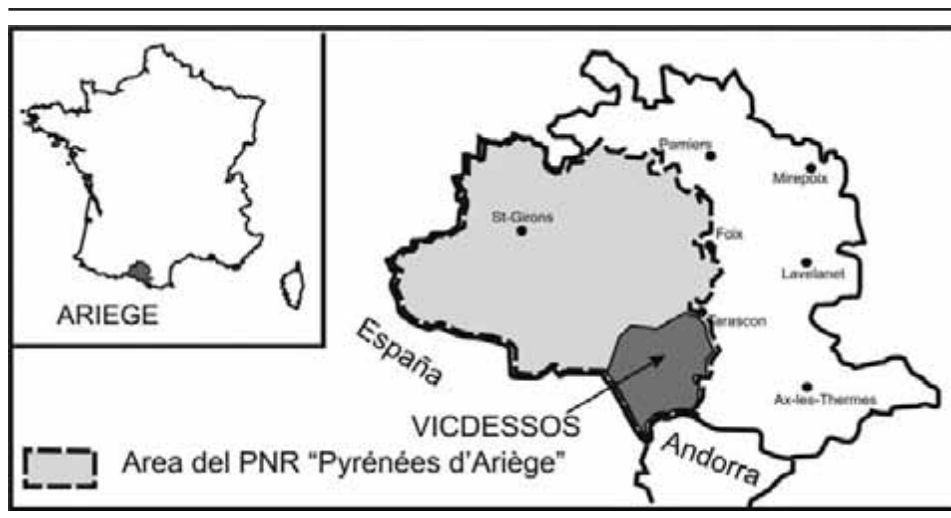 ARIEGE
Pamiers
Mirepoix
St-Girons
Foix
Lavelanet
Tarascon
España
VICDESSOS
Ax-les-Thermes
Andorra
Area del PNR “Pyrénées d’Ariège”